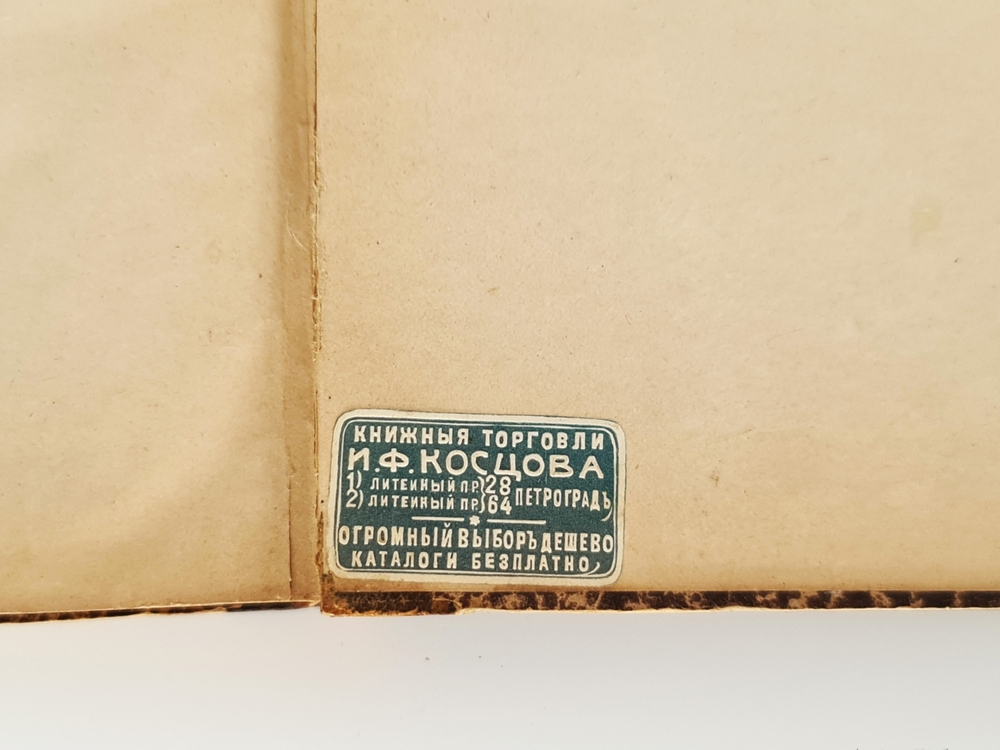 КНИЖНЫЯ ТОРГОВЛИ
И.Ф.КОСЦОВА
1) ЛИТЕЙНЫЙ ПР. 28
2) ЛИТЕЙНЫЙ ПР. 64
ПЕТРОГРАДЪ
ОГРОМНЫЙ ВЫБОРЪ ДЕШЕВО
КАТАЛОГИ БЕЗПЛАТНО